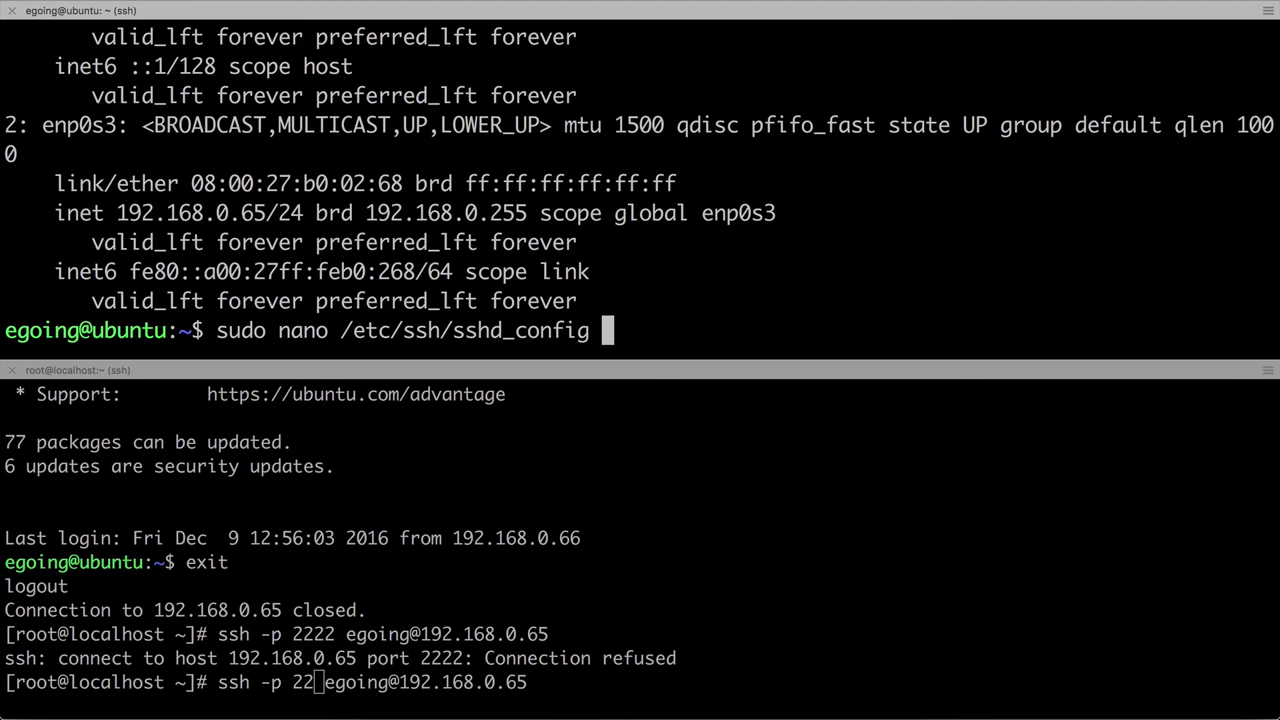 egoing@ubuntu: ~ (ssh)
valid_lft forever preferred_lft forever
inet6 ::1/128 scope host
valid_lft forever preferred_lft forever
2: enp0s3: <BROADCAST,MULTICAST,UP,LOWER_UP> mtu 1500 qdisc pfifo_fast state UP group default qlen 100
0
link/ether 08:00:27:b0:02:68 brd ff:ff:ff:ff:ff:ff
inet 192.168.0.65/24 brd 192.168.0.255 scope global enp0s3
valid_lft forever preferred_lft forever
inet6 fe80::a00:27ff:feb0:268/64 scope link
valid_lft forever preferred_lft forever
egoing@ubuntu:~$ sudo nano /etc/ssh/sshd_config
root@localhost:~ (ssh)
* Support: https://ubuntu.com/advantage
77 packages can be updated.
6 updates are security updates.
Last login: Fri Dec  9 12:56:03 2016 from 192.168.0.66
egoing@ubuntu:~$ exit
logout
Connection to 192.168.0.65 closed.
[root@localhost ~]# ssh -p 2222 egoing@192.168.0.65
ssh: connect to host 192.168.0.65 port 2222: Connection refused
[root@localhost ~]# ssh -p 22 egoing@192.168.0.65